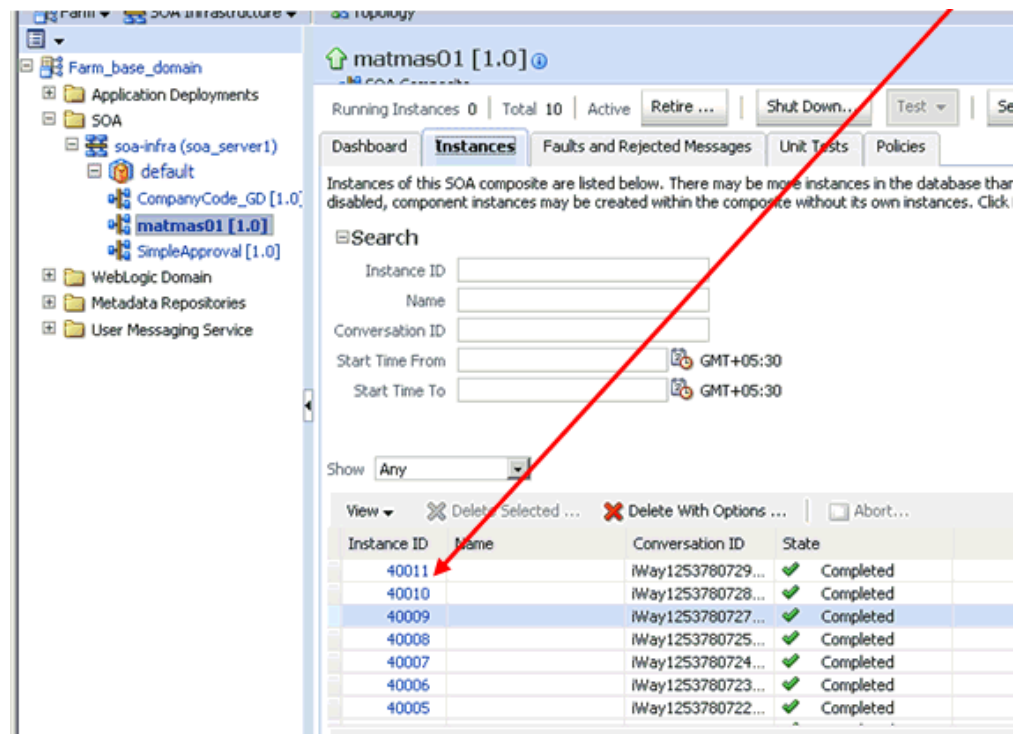 Farm SOA Infrastructure Topology
Farm_base_domain
Application Deployments
SOA
soa-infra (soa_server1)
default
CompanyCode_GD [1.0]
matmas01 [1.0]
SimpleApproval [1.0]
WebLogic Domain
Metadata Repositories
User Messaging Service
matmas01 [1.0]
SOA Composite
Running Instances 0 Total 10 Active Retire ... Shut Down... Test Se
Dashboard Instances Faults and Rejected Messages Unit Tests Policies
Instances of this SOA composite are listed below. There may be more instances in the database than
disabled, component instances may be created within the composite without its own instances. Click
Search
Instance ID
Name
Conversation ID
Start Time From GMT+05:30
Start Time To GMT+05:30
Show Any
View Delete Selected ... Delete With Options ... Abort...
Instance ID Name Conversation ID State
40011 iWay1253780729... Completed
40010 iWay1253780728... Completed
40009 iWay1253780727... Completed
40008 iWay1253780725... Completed
40007 iWay1253780724... Completed
40006 iWay1253780723... Completed
40005 iWay1253780722... Completed